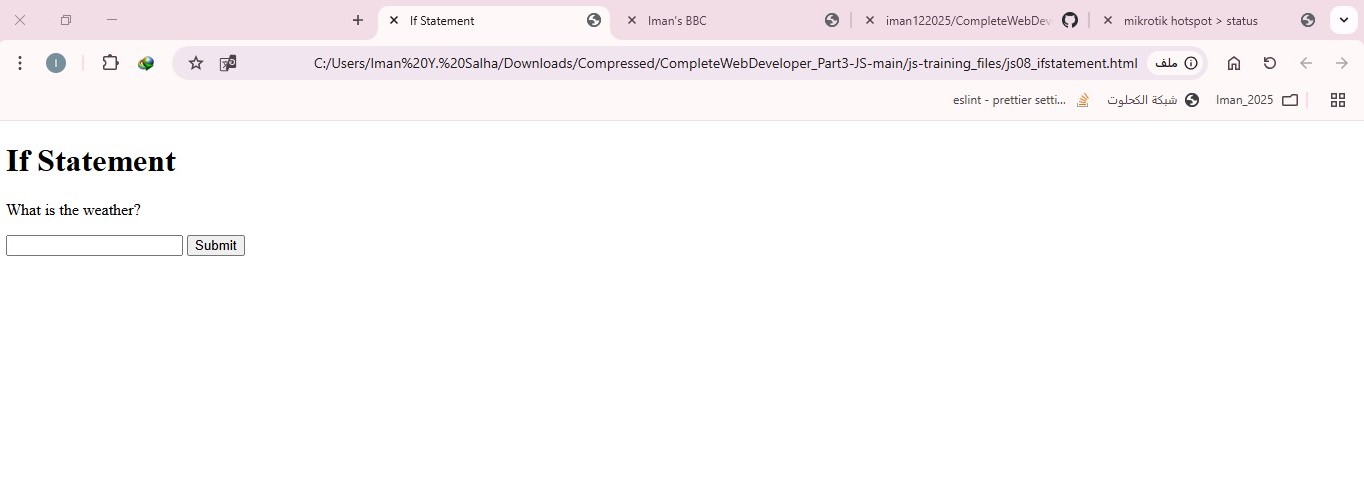 If Statement
Iman's BBC
iman122025/CompleteWebDev
mikrotik hotspot > status
I
C:/Users/Iman%20Y.%20Salha/Downloads/Compressed/CompleteWebDeveloper_Part3-JS-main/js-training_files/js08_ifstatement.html
ملف
eslint - prettier setti...
شبكة الكحلوت
Iman_2025
If Statement
What is the weather?
Submit